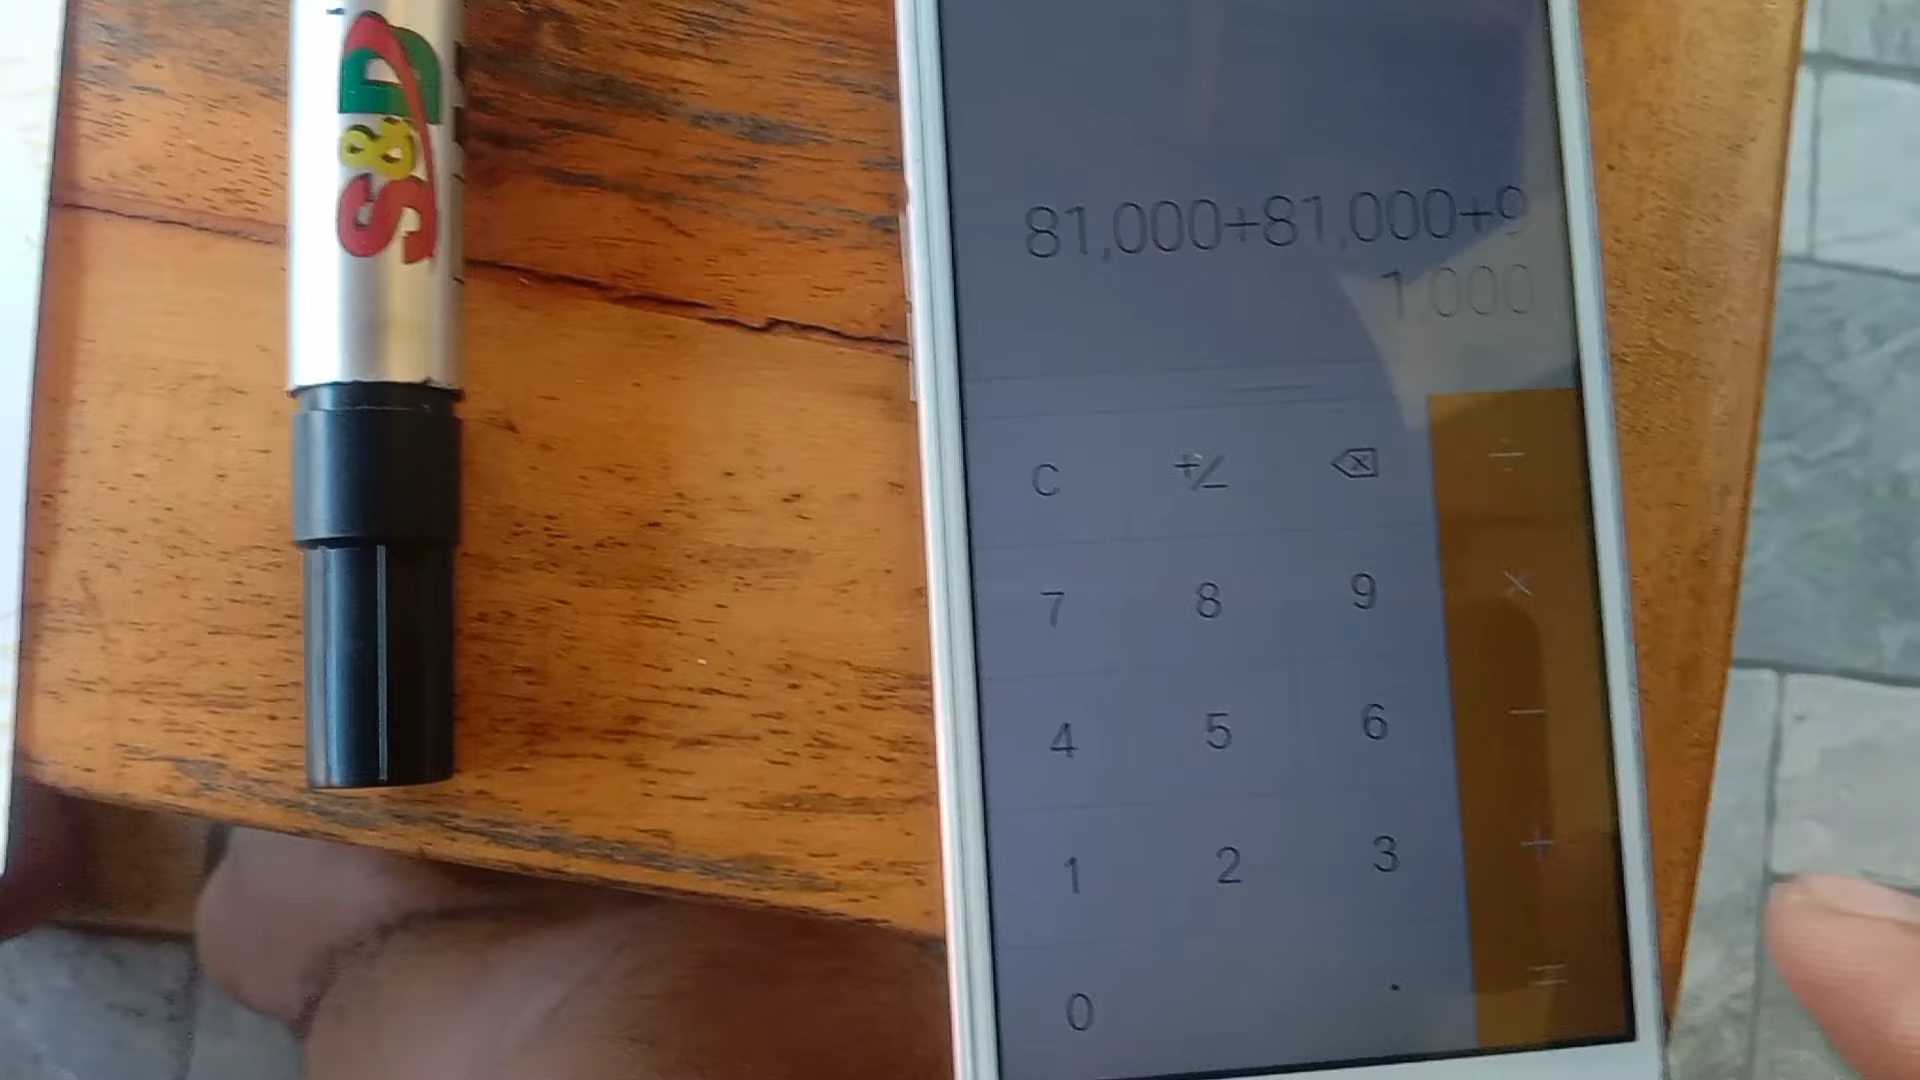 S&D
81,000+81,000+9
1,000
C +/− ÷
7 8 9 ×
4 5 6 −
1 2 3 +
0 . =